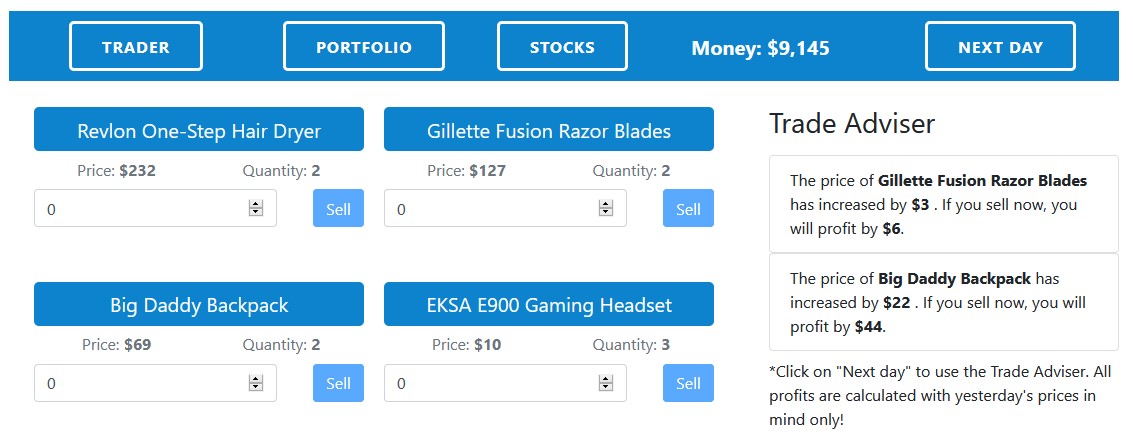 TRADER PORTFOLIO STOCKS Money: $9,145 NEXT DAY
Revlon One-Step Hair Dryer
Price: $232 Quantity: 2
0 Sell
Gillette Fusion Razor Blades
Price: $127 Quantity: 2
0 Sell
Big Daddy Backpack
Price: $69 Quantity: 2
0 Sell
EKSA E900 Gaming Headset
Price: $10 Quantity: 3
0 Sell
Trade Adviser
The price of Gillette Fusion Razor Blades
has increased by $3 . If you sell now, you
will profit by $6.
The price of Big Daddy Backpack has
increased by $22 . If you sell now, you will
profit by $44.
*Click on "Next day" to use the Trade Adviser. All
profits are calculated with yesterday's prices in
mind only!